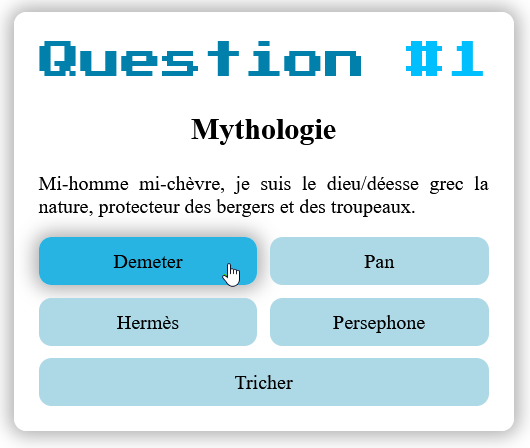 Question #1
Mythologie
Mi-homme mi-chèvre, je suis le dieu/déesse grec la
nature, protecteur des bergers et des troupeaux.
Demeter
Pan
Hermès
Persephone
Tricher